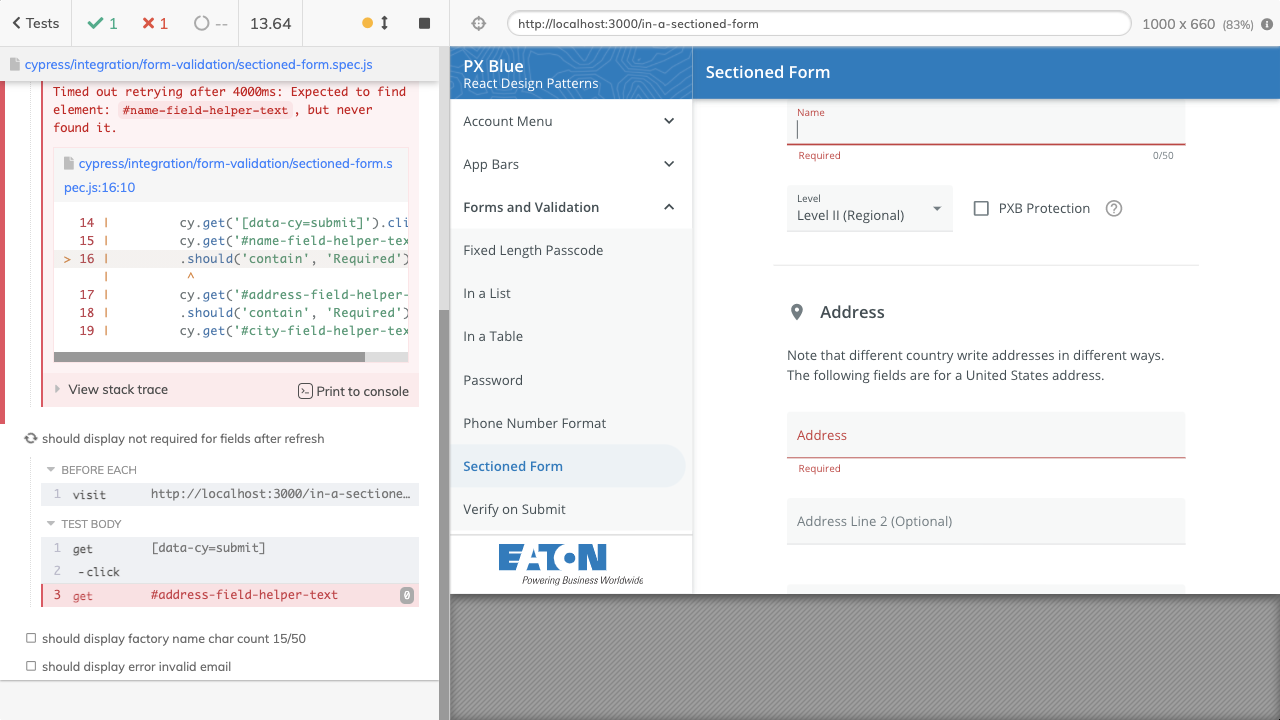 Tests
1
1
--
13.64
http://localhost:3000/in-a-sectioned-form
1000 x 660 (83%)
cypress/integration/form-validation/sectioned-form.spec.js
Timed out retrying after 4000ms: Expected to find
element: #name-field-helper-text, but never
found it.
cypress/integration/form-validation/sectioned-form.s
pec.js:16:10
14 | cy.get('[data-cy=submit]').cli
15 | cy.get('#name-field-helper-tex
> 16 | .should('contain', 'Required')
| ^
17 | cy.get('#address-field-helper-
18 | .should('contain', 'Required')
19 | cy.get('#city-field-helper-tex
View stack trace
Print to console
should display not required for fields after refresh
BEFORE EACH
1 visit http://localhost:3000/in-a-sectione…
TEST BODY
1 get [data-cy=submit]
2 -click
3 get #address-field-helper-text 0
should display factory name char count 15/50
should display error invalid email
PX Blue
React Design Patterns
Account Menu
App Bars
Forms and Validation
Fixed Length Passcode
In a List
In a Table
Password
Phone Number Format
Sectioned Form
Verify on Submit
EATON
Powering Business Worldwide
Sectioned Form
Name
Required
0/50
Level
Level II (Regional)
PXB Protection
Address
Note that different country write addresses in different ways.
The following fields are for a United States address.
Address
Required
Address Line 2 (Optional)